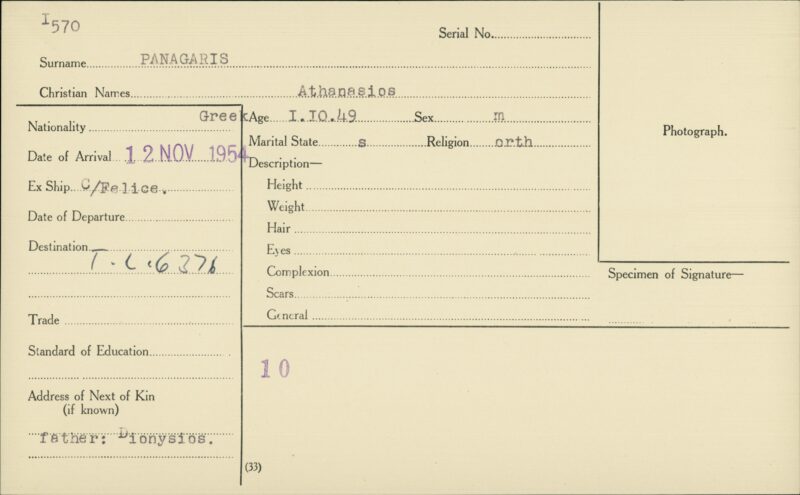 I570
Serial No.
Surname PANAGARIS
Christian Names Athanasios
Nationality Greek
Age I.IO.49 Sex m
Marital State s Religion orth
Date of Arrival 12 NOV 1954
Description—
Ex Ship C/Felice.
Height
Weight
Date of Departure
Hair
Destination T.C.6376
Eyes
Complexion
Scars
General
Photograph.
Specimen of Signature—
Trade
Standard of Education
10
Address of Next of Kin
(if known)
father: Dionysios.
(33)